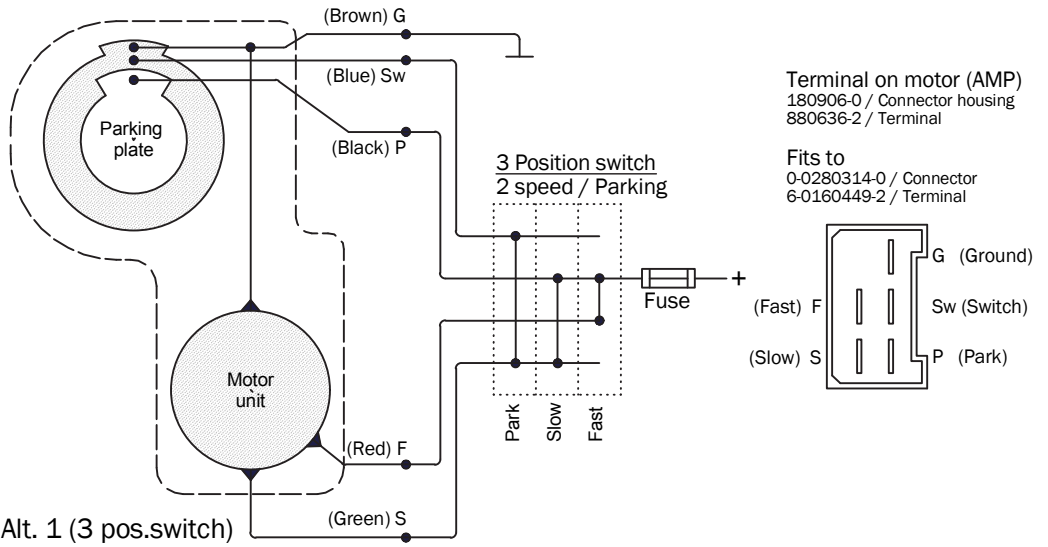 (Brown) G
(Blue) Sw
(Black) P
Parking
plate
3 Position switch
2 speed / Parking
Terminal on motor (AMP)
180906-0 / Connector housing
880636-2 / Terminal
Fits to
0-0280314-0 / Connector
6-0160449-2 / Terminal
G (Ground)
Fuse
+
(Fast) F
Sw (Switch)
(Slow) S
P (Park)
Motor
unit
Park
Slow
Fast
(Red) F
(Green) S
Alt. 1 (3 pos.switch)